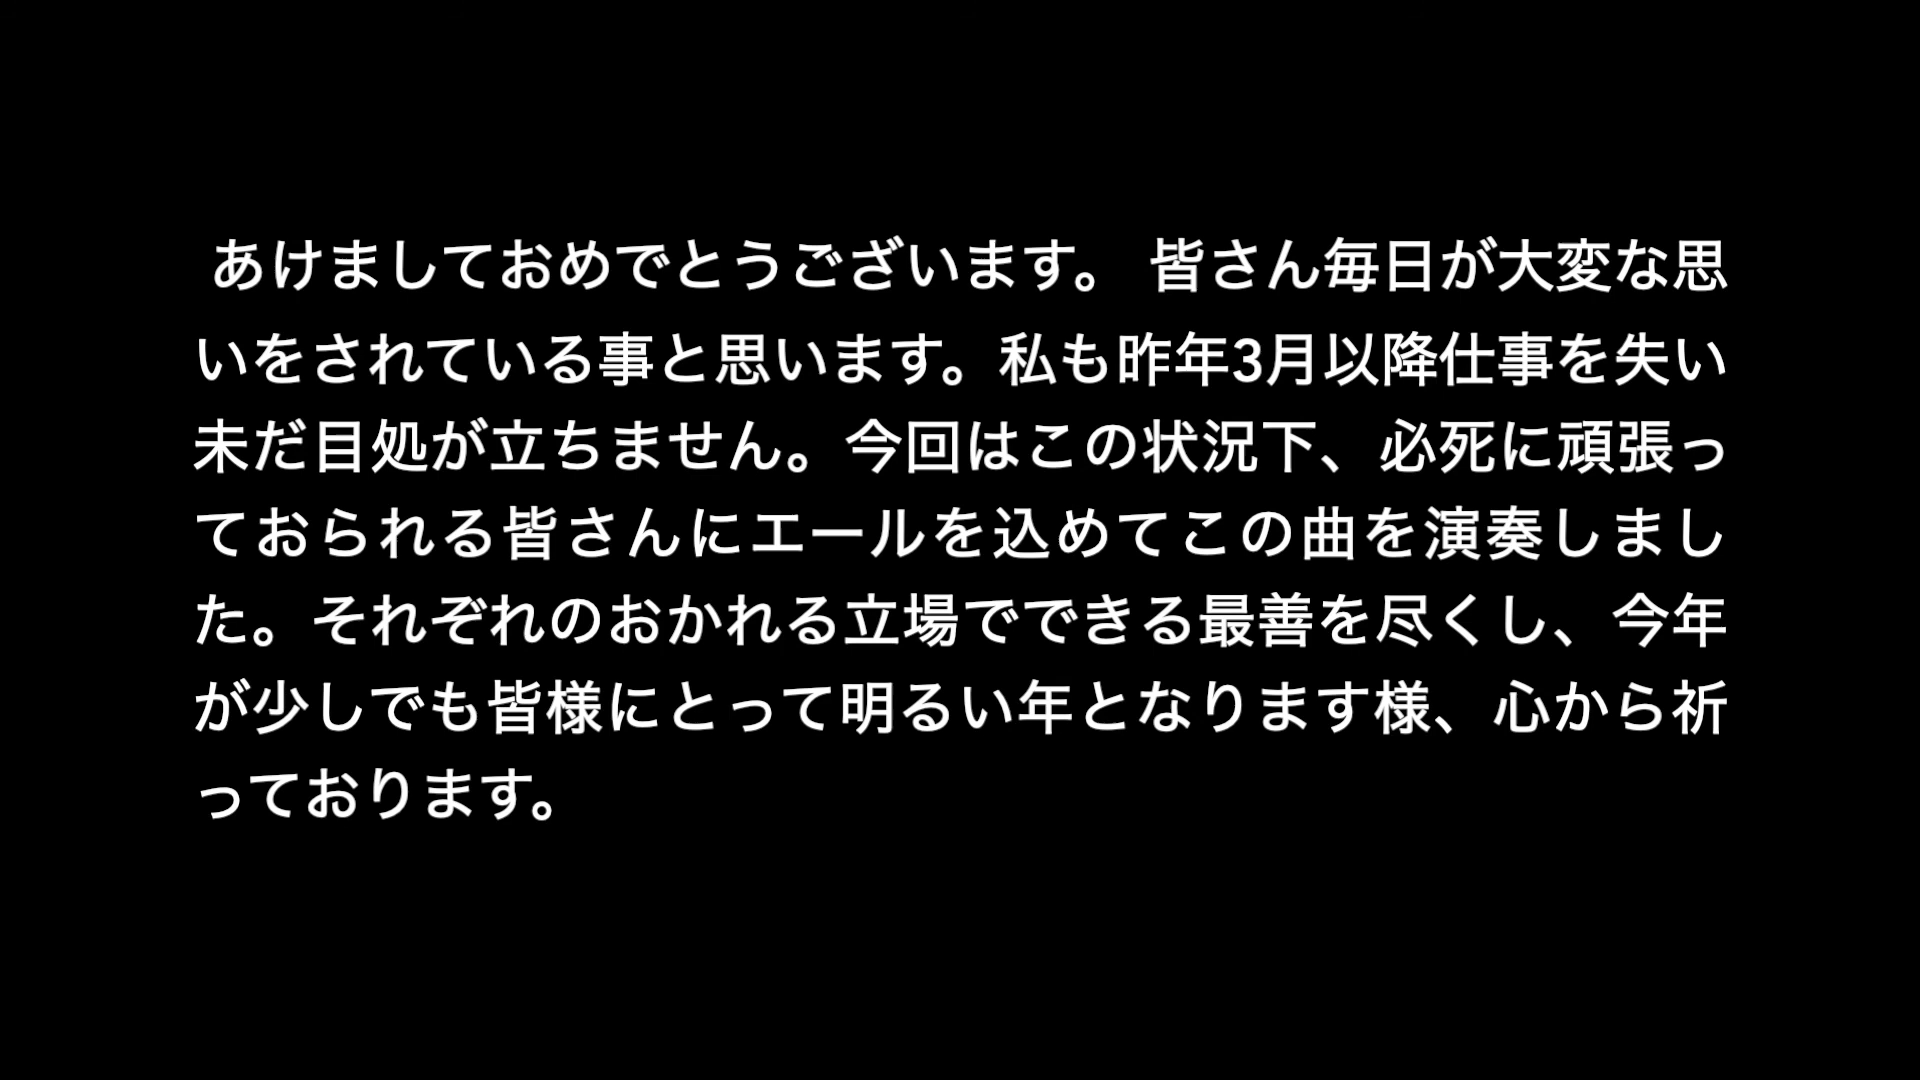 あけましておめでとうございます。 皆さん毎日が大変な思
いをされている事と思います。私も昨年3月以降仕事を失い
未だ目処が立ちません。今回はこの状況下、必死に頑張っ
ておられる皆さんにエールを込めてこの曲を演奏しまし
た。それぞれのおかれる立場でできる最善を尽くし、今年
が少しでも皆様にとって明るい年となります様、心から祈
っております。